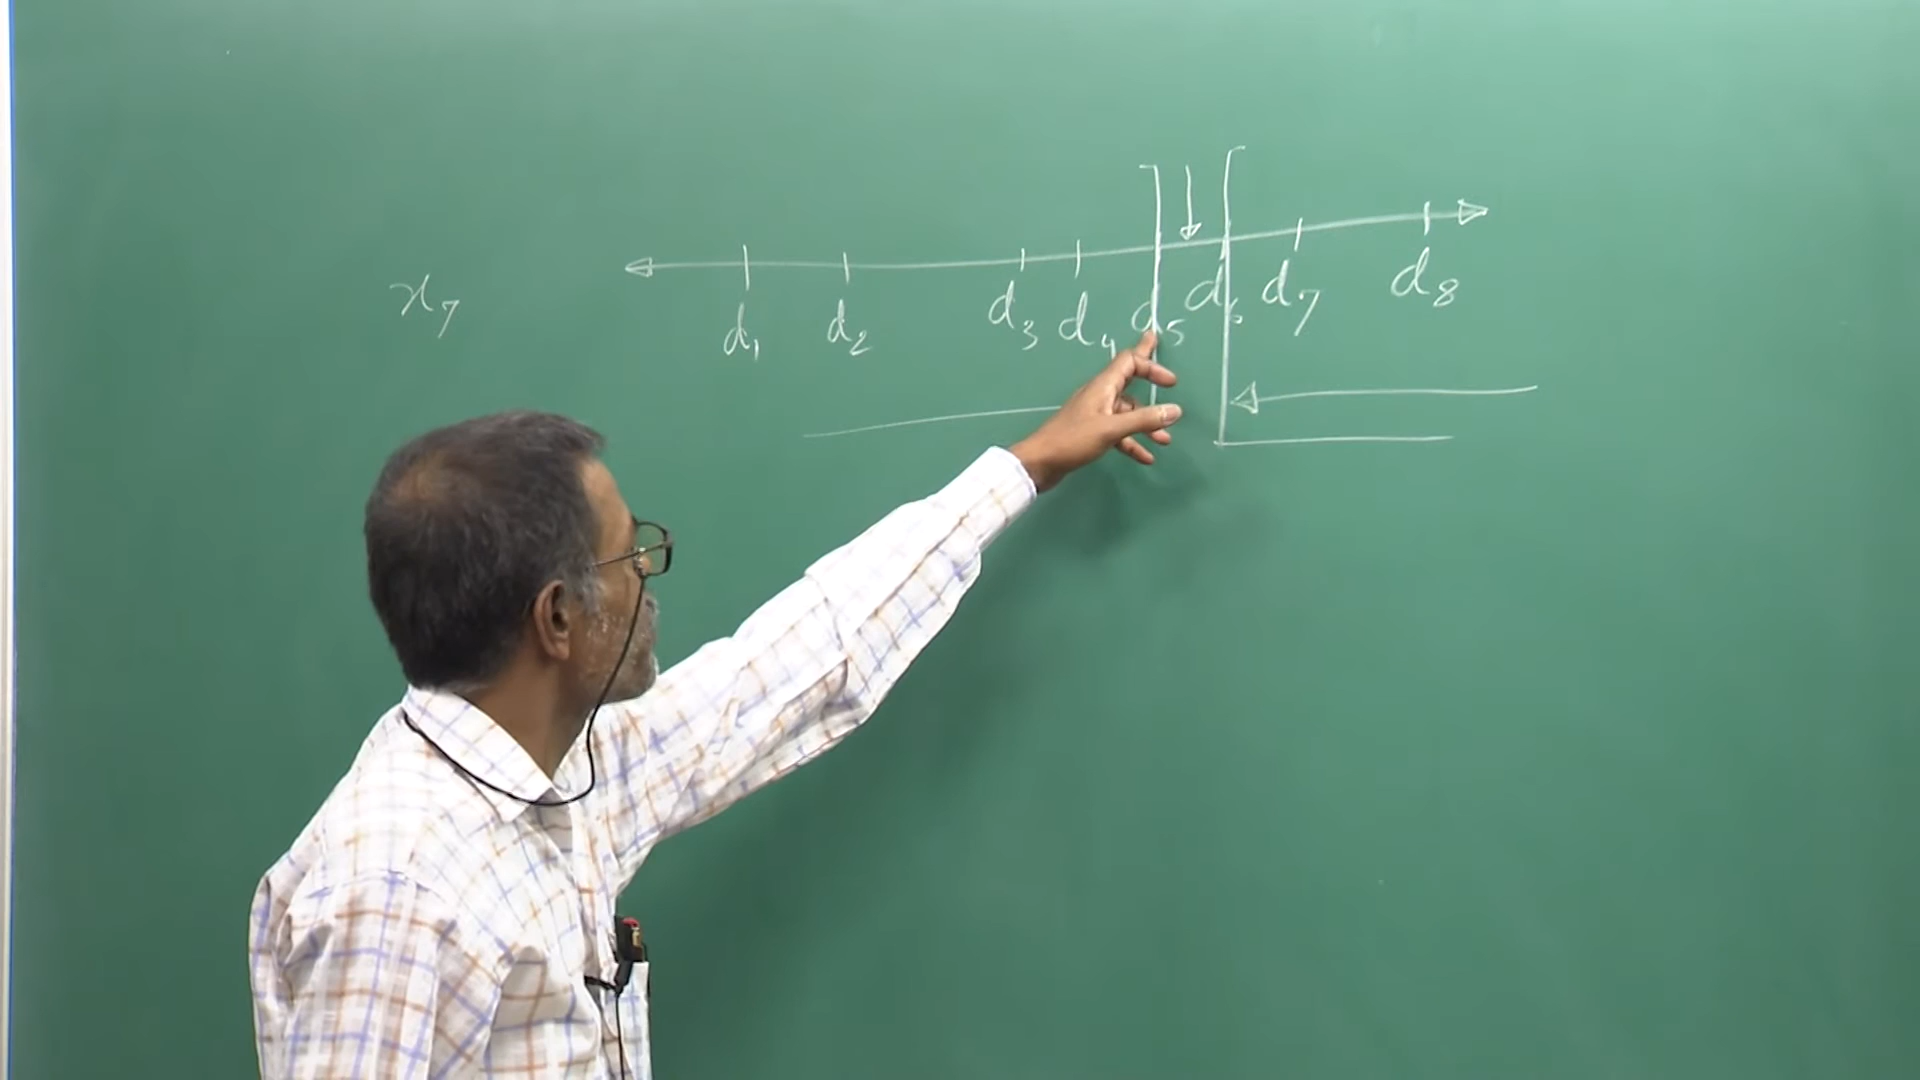 x₇ d₁ d₂ d₃ d₄ d₅ d₆ d₇ d₈